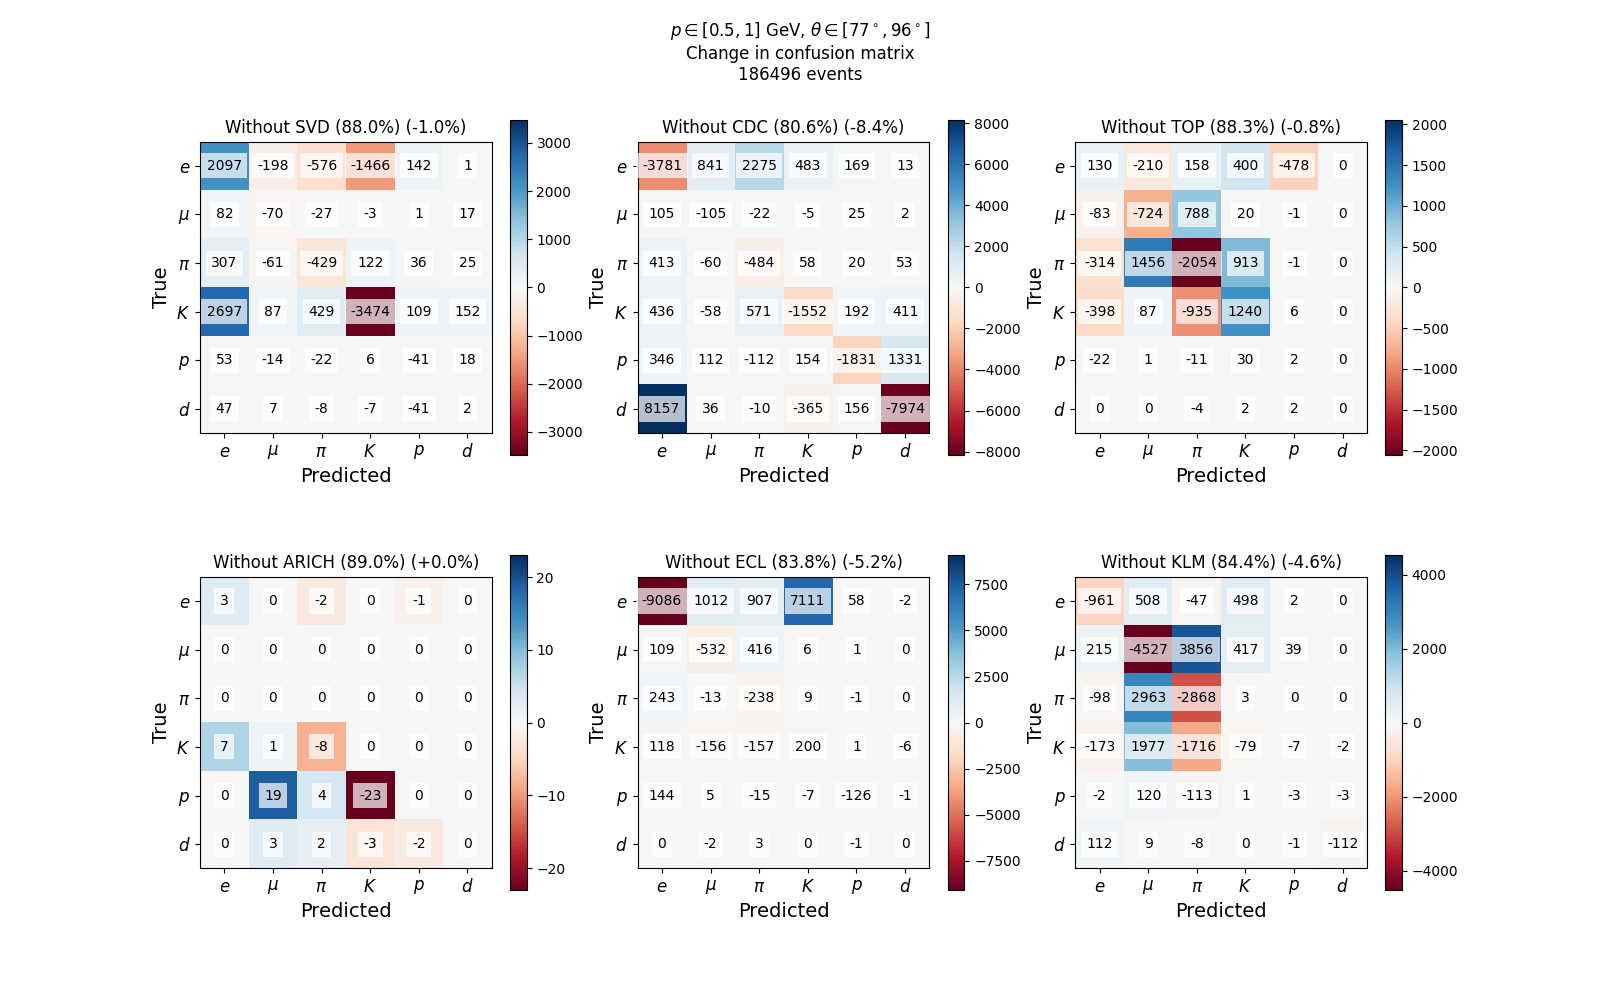 p ∈ [0.5, 1] GeV, θ ∈ [77°, 96°]
Change in confusion matrix
186496 events
Without SVD (88.0%) (-1.0%)
e 2097 -198 -576 -1466 142 1
μ 82 -70 -27 -3 1 17
π 307 -61 -429 122 36 25
K 2697 87 429 -3474 109 152
p 53 -14 -22 6 -41 18
d 47 7 -8 -7 -41 2
e μ π K p d
Predicted
True
3000
2000
1000
0
−1000
−2000
−3000
Without CDC (80.6%) (-8.4%)
e -3781 841 2275 483 169 13
μ 105 -105 -22 -5 25 2
π 413 -60 -484 58 20 53
K 436 -58 571 -1552 192 411
p 346 112 -112 154 -1831 1331
d 8157 36 -10 -365 156 -7974
e μ π K p d
Predicted
True
8000
6000
4000
2000
0
−2000
−4000
−6000
−8000
Without TOP (88.3%) (-0.8%)
e 130 -210 158 400 -478 0
μ -83 -724 788 20 -1 0
π -314 1456 -2054 913 -1 0
K -398 87 -935 1240 6 0
p -22 1 -11 30 2 0
d 0 0 -4 2 2 0
e μ π K p d
Predicted
True
2000
1500
1000
500
0
−500
−1000
−1500
−2000
Without ARICH (89.0%) (+0.0%)
e 3 0 -2 0 -1 0
μ 0 0 0 0 0 0
π 0 0 0 0 0 0
K 7 1 -8 0 0 0
p 0 19 4 -23 0 0
d 0 3 2 -3 -2 0
e μ π K p d
Predicted
True
20
10
0
−10
−20
Without ECL (83.8%) (-5.2%)
e -9086 1012 907 7111 58 -2
μ 109 -532 416 6 1 0
π 243 -13 -238 9 -1 0
K 118 -156 -157 200 1 -6
p 144 5 -15 -7 -126 -1
d 0 -2 3 0 -1 0
e μ π K p d
Predicted
True
7500
5000
2500
0
−2500
−5000
−7500
Without KLM (84.4%) (-4.6%)
e -961 508 -47 498 2 0
μ 215 -4527 3856 417 39 0
π -98 2963 -2868 3 0 0
K -173 1977 -1716 -79 -7 -2
p -2 120 -113 1 -3 -3
d 112 9 -8 0 -1 -112
e μ π K p d
Predicted
True
4000
2000
0
−2000
−4000